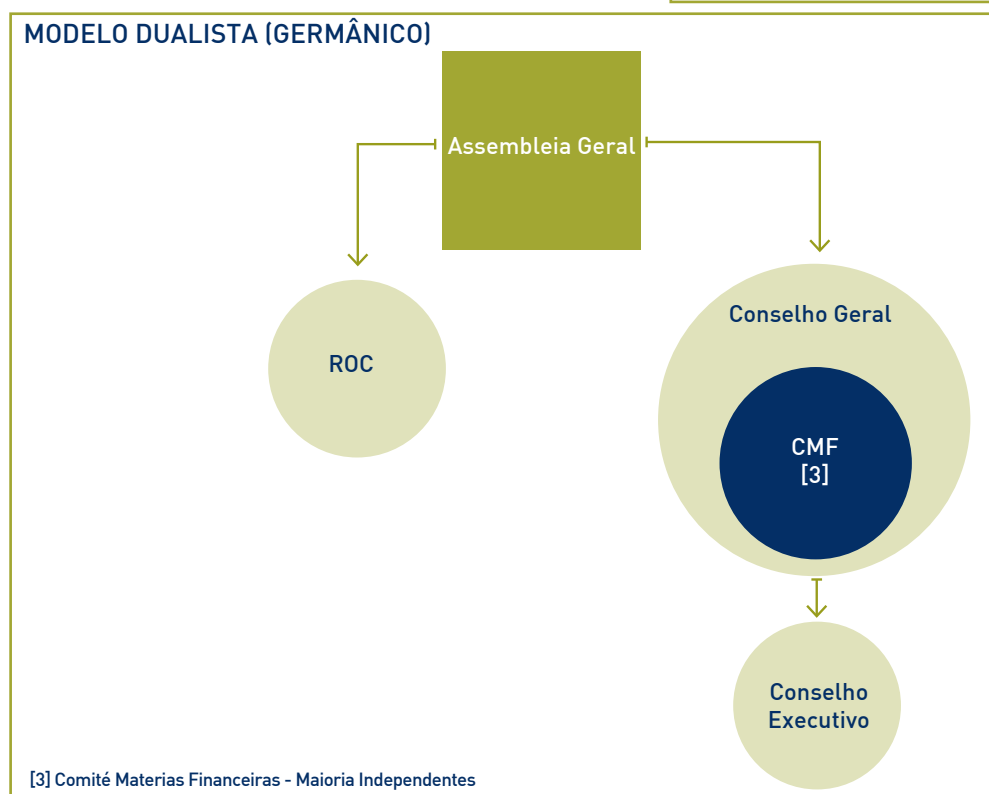 MODELO DUALISTA (GERMÂNICO)
Assembleia Geral
ROC
Conselho Geral
CMF
[3]
Conselho
Executivo
[3] Comité Materias Financeiras - Maioria Independentes